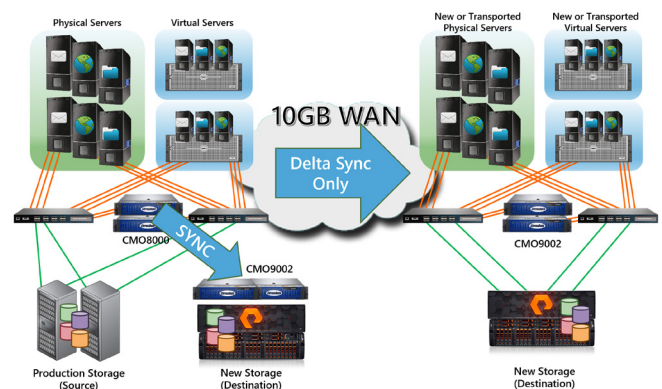 Physical Servers
Virtual Servers
New or Transported
Physical Servers
New or Transported
Virtual Servers
10GB WAN
Delta Sync
Only
CMO8000
SYNC
CMO9002
CMO9002
Production Storage
(Source)
New Storage
(Destination)
New Storage
(Destination)